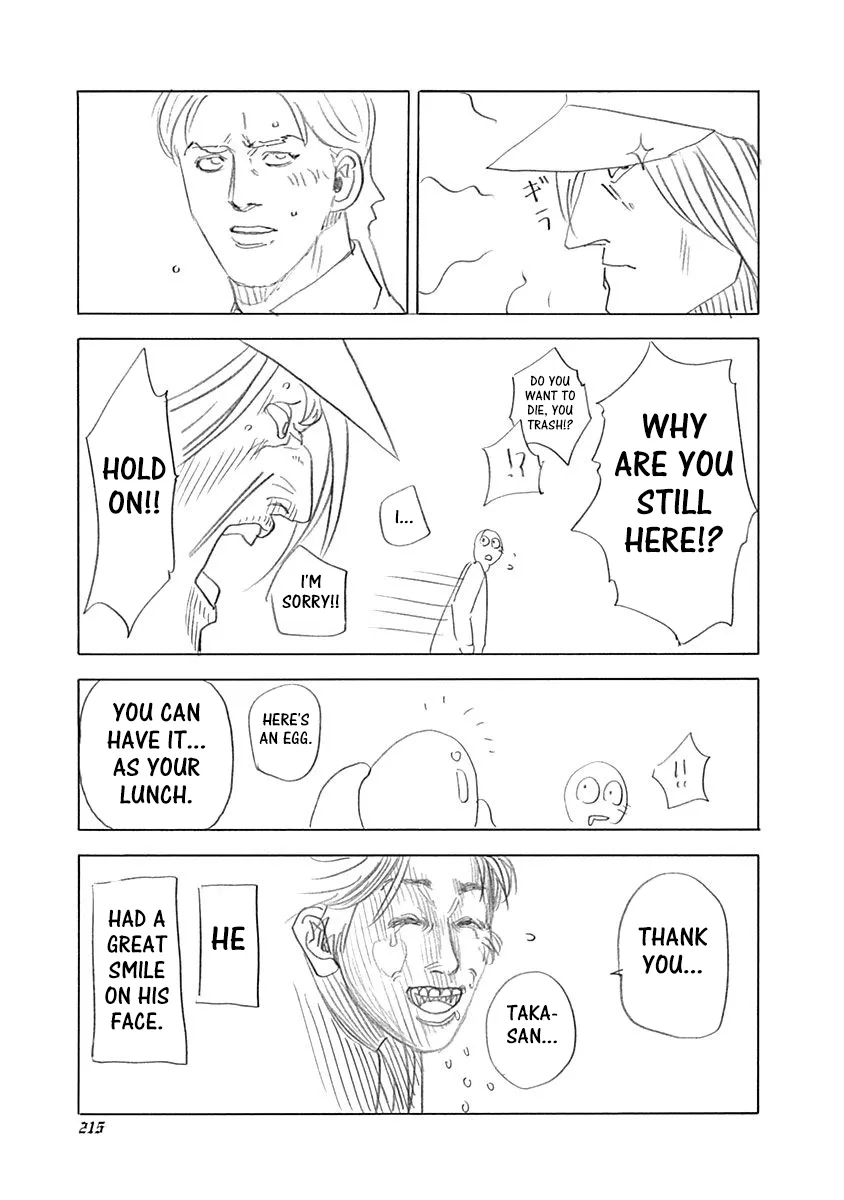 ギラ
WHY
ARE YOU
STILL
HERE!?
DO YOU
WANT TO
DIE, YOU
TRASH!?
!?
I...
I'M
SORRY!!
HOLD
ON!!
!!
HERE'S
AN EGG.
YOU CAN
HAVE IT...
AS YOUR
LUNCH.
THANK
YOU...
TAKA-
SAN...
HE
HAD A
GREAT
SMILE
ON HIS
FACE.
215